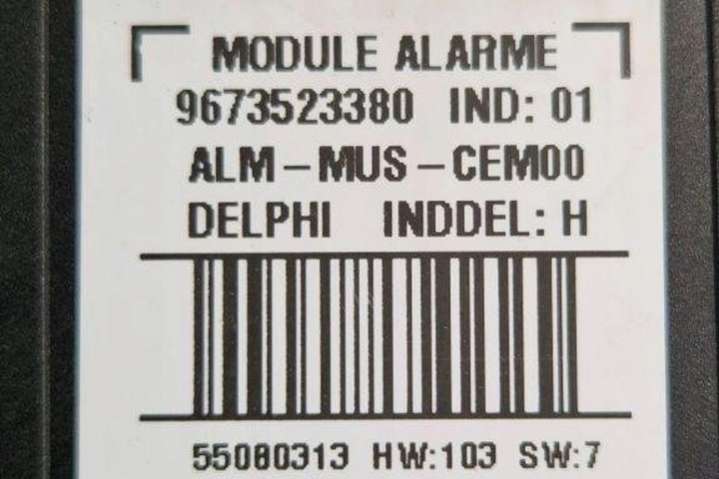 MODULE ALARME
9673523380 IND: 01
ALM-MUS-CEM00
DELPHI INDDEL: H
55080313 HW:103 SW:7